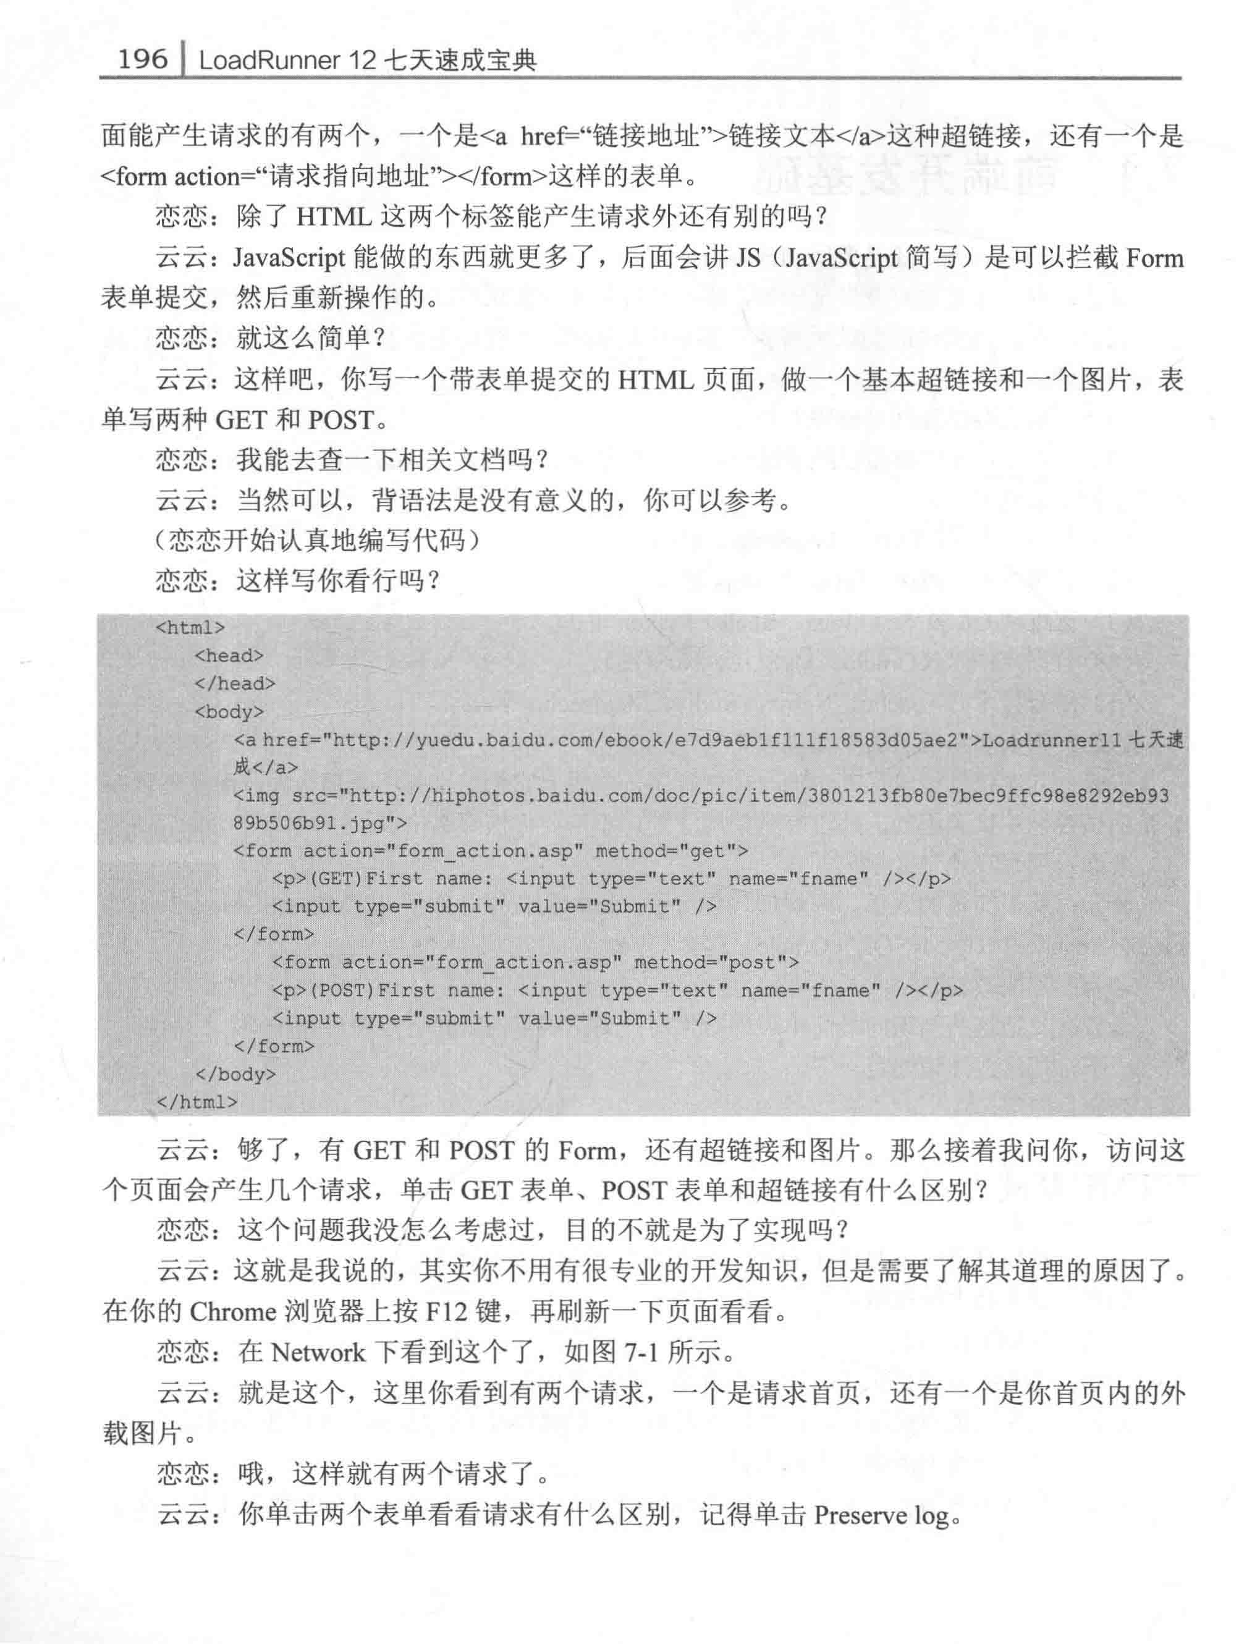 196 LoadRunner 12 七天速成宝典
面能产生请求的有两个，一个是<a href=“链接地址”>链接文本</a>这种超链接，还有一个是
<form action=“请求指向地址”></form>这样的表单。
恋恋：除了 HTML 这两个标签能产生请求外还有别的吗？
云云：JavaScript 能做的东西就更多了，后面会讲 JS（JavaScript 简写）是可以拦截 Form
表单提交，然后重新操作的。
恋恋：就这么简单？
云云：这样吧，你写一个带表单提交的 HTML 页面，做一个基本超链接和一个图片，表
单写两种 GET 和 POST。
恋恋：我能去查一下相关文档吗？
云云：当然可以，背语法是没有意义的，你可以参考。
（恋恋开始认真地编写代码）
恋恋：这样写你看行吗？
<html>
<head>
</head>
<body>
<a href="http://yuedu.baidu.com/ebook/e7d9aeb1f111f18583d05ae2">Loadrunner11 七天速
成</a>
<img src="http://hiphotos.baidu.com/doc/pic/item/3801213fb80e7bec9ffc98e8292eb93
89b506b91.jpg">
<form action="form_action.asp" method="get">
<p>(GET)First name: <input type="text" name="fname" /></p>
<input type="submit" value="Submit" />
</form>
<form action="form_action.asp" method="post">
<p>(POST)First name: <input type="text" name="fname" /></p>
<input type="submit" value="Submit" />
</form>
</body>
</html>
云云：够了，有 GET 和 POST 的 Form，还有超链接和图片。那么接着我问你，访问这
个页面会产生几个请求，单击 GET 表单、POST 表单和超链接有什么区别？
恋恋：这个问题我没怎么考虑过，目的不就是为了实现吗？
云云：这就是我说的，其实你不用有很专业的开发知识，但是需要了解其道理的原因了。
在你的 Chrome 浏览器上按 F12 键，再刷新一下页面看看。
恋恋：在 Network 下看到这个了，如图 7-1 所示。
云云：就是这个，这里你看到有两个请求，一个是请求首页，还有一个是你首页内的外
载图片。
恋恋：哦，这样就有两个请求了。
云云：你单击两个表单看看请求有什么区别，记得单击 Preserve log。